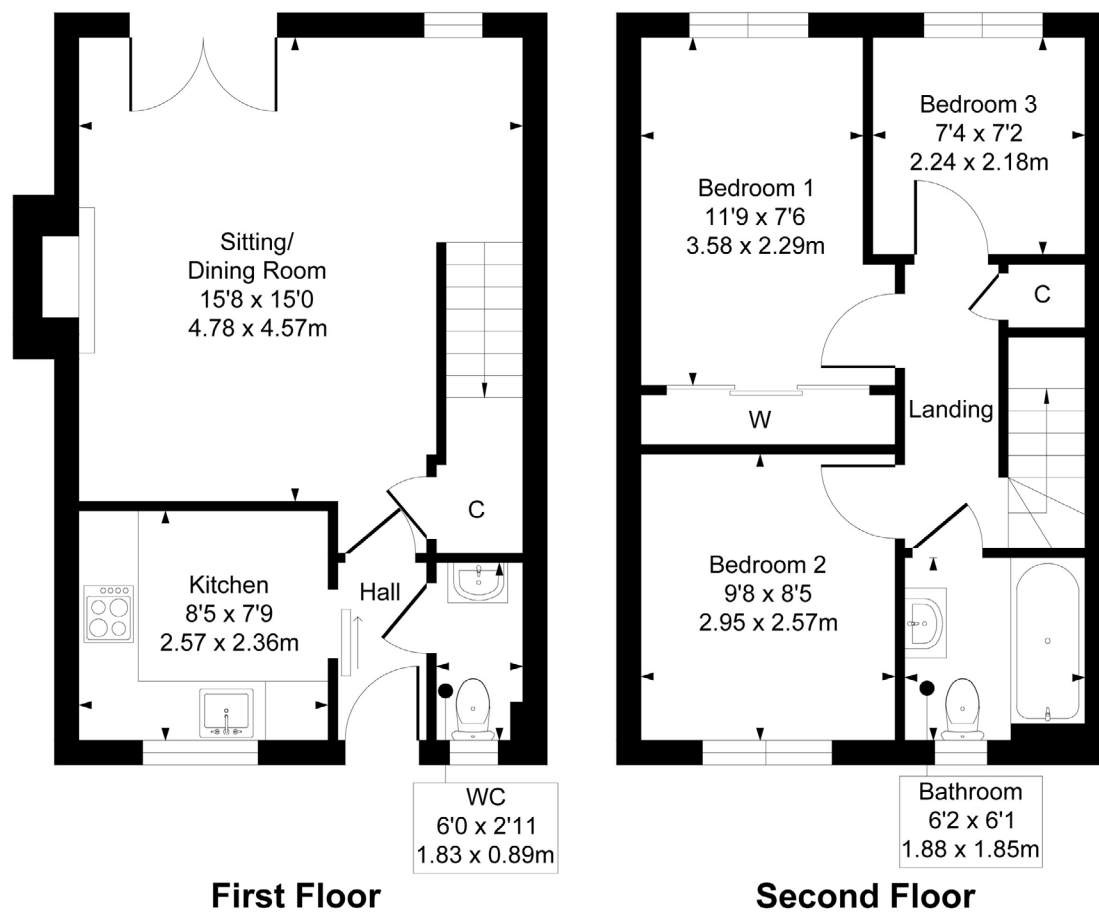 Sitting/
Dining Room
15'8 x 15'0
4.78 x 4.57m
C
Kitchen
8'5 x 7'9
2.57 x 2.36m
Hall
WC
6'0 x 2'11
1.83 x 0.89m
First Floor
Bedroom 1
11'9 x 7'6
3.58 x 2.29m
Bedroom 3
7'4 x 7'2
2.24 x 2.18m
C
W
Landing
Bedroom 2
9'8 x 8'5
2.95 x 2.57m
Bathroom
6'2 x 6'1
1.88 x 1.85m
Second Floor